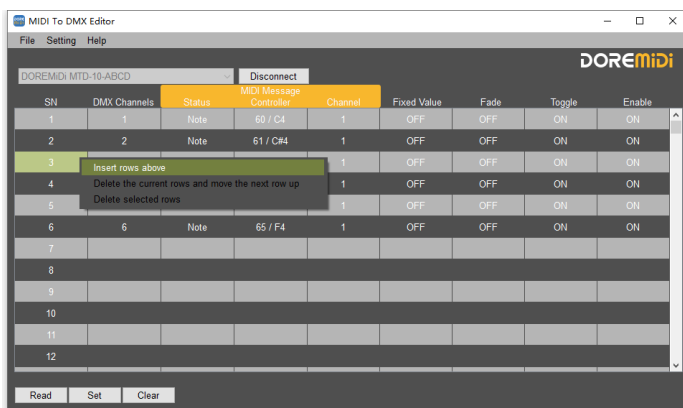 MIDI To DMX Editor
File Setting Help
DOREMiDi
DOREMiDi MTD-10-ABCD Disconnect
MIDI Message
SN DMX Channels Status Controller Channel Fixed Value Fade Toggle Enable
1 1 Note 60 / C4 1 OFF OFF ON ON
2 2 Note 61 / C#4 1 OFF OFF ON ON
3 1 OFF OFF ON ON
Insert rows above
4 1 OFF OFF ON ON
Delete the current rows and move the next row up
5 1 OFF OFF ON ON
Delete selected rows
6 6 Note 65 / F4 1 OFF OFF ON ON
7
8
9
10
11
12
Read Set Clear